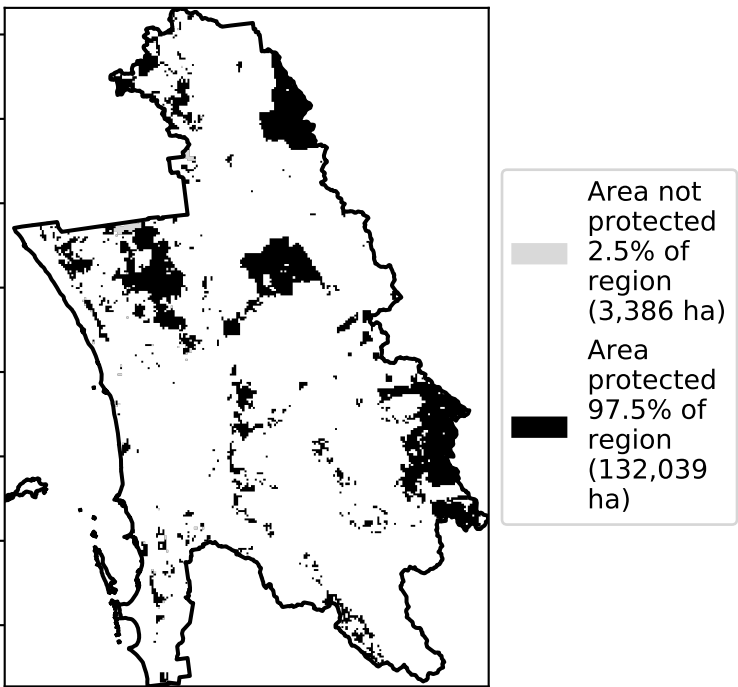 Area not
protected
2.5% of
region
(3,386 ha)
Area
protected
97.5% of
region
(132,039
ha)